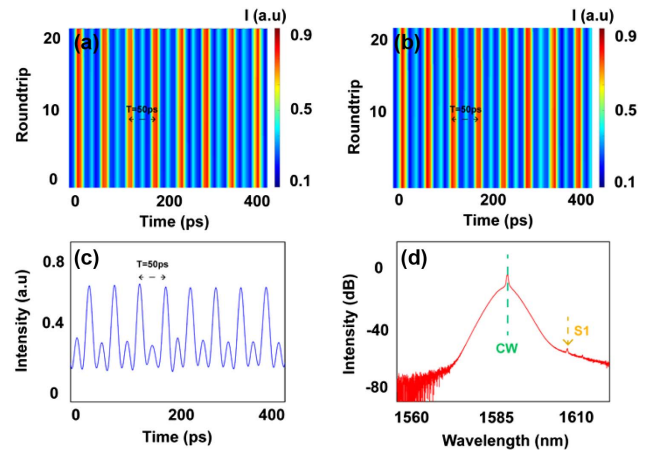 I (a.u)
(a)
20
10
0
Roundtrip
T=50ps
0
200
400
Time (ps)
0.9
0.5
0.1
I (a.u)
(b)
20
10
Roundtrip
T=50ps
0
200
400
Time (ps)
0.9
0.5
0.1
(c)
0.8
0.4
0
Intensity (a.u)
T=50ps
0
200
400
Time (ps)
(d)
0
-40
-80
Intensity (dB)
CW
S1
1560
1585
1610
Wavelength (nm)